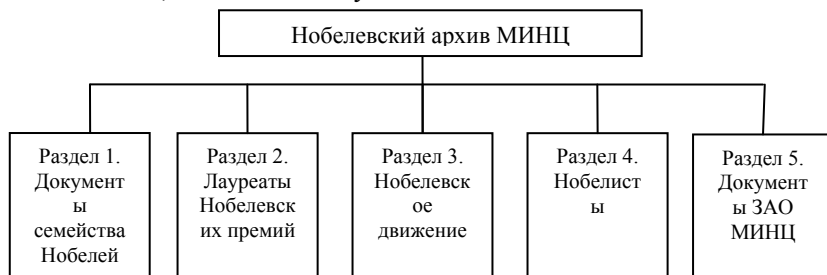 Нобелевский архив МИНЦ
Раздел 1.
Документ
ы
семейства
Нобелей
Раздел 2.
Лауреаты
Нобелевск
их премий
Раздел 3.
Нобелевск
ое
движение
Раздел 4.
Нобелист
ы
Раздел 5.
Документ
ы ЗАО
МИНЦ